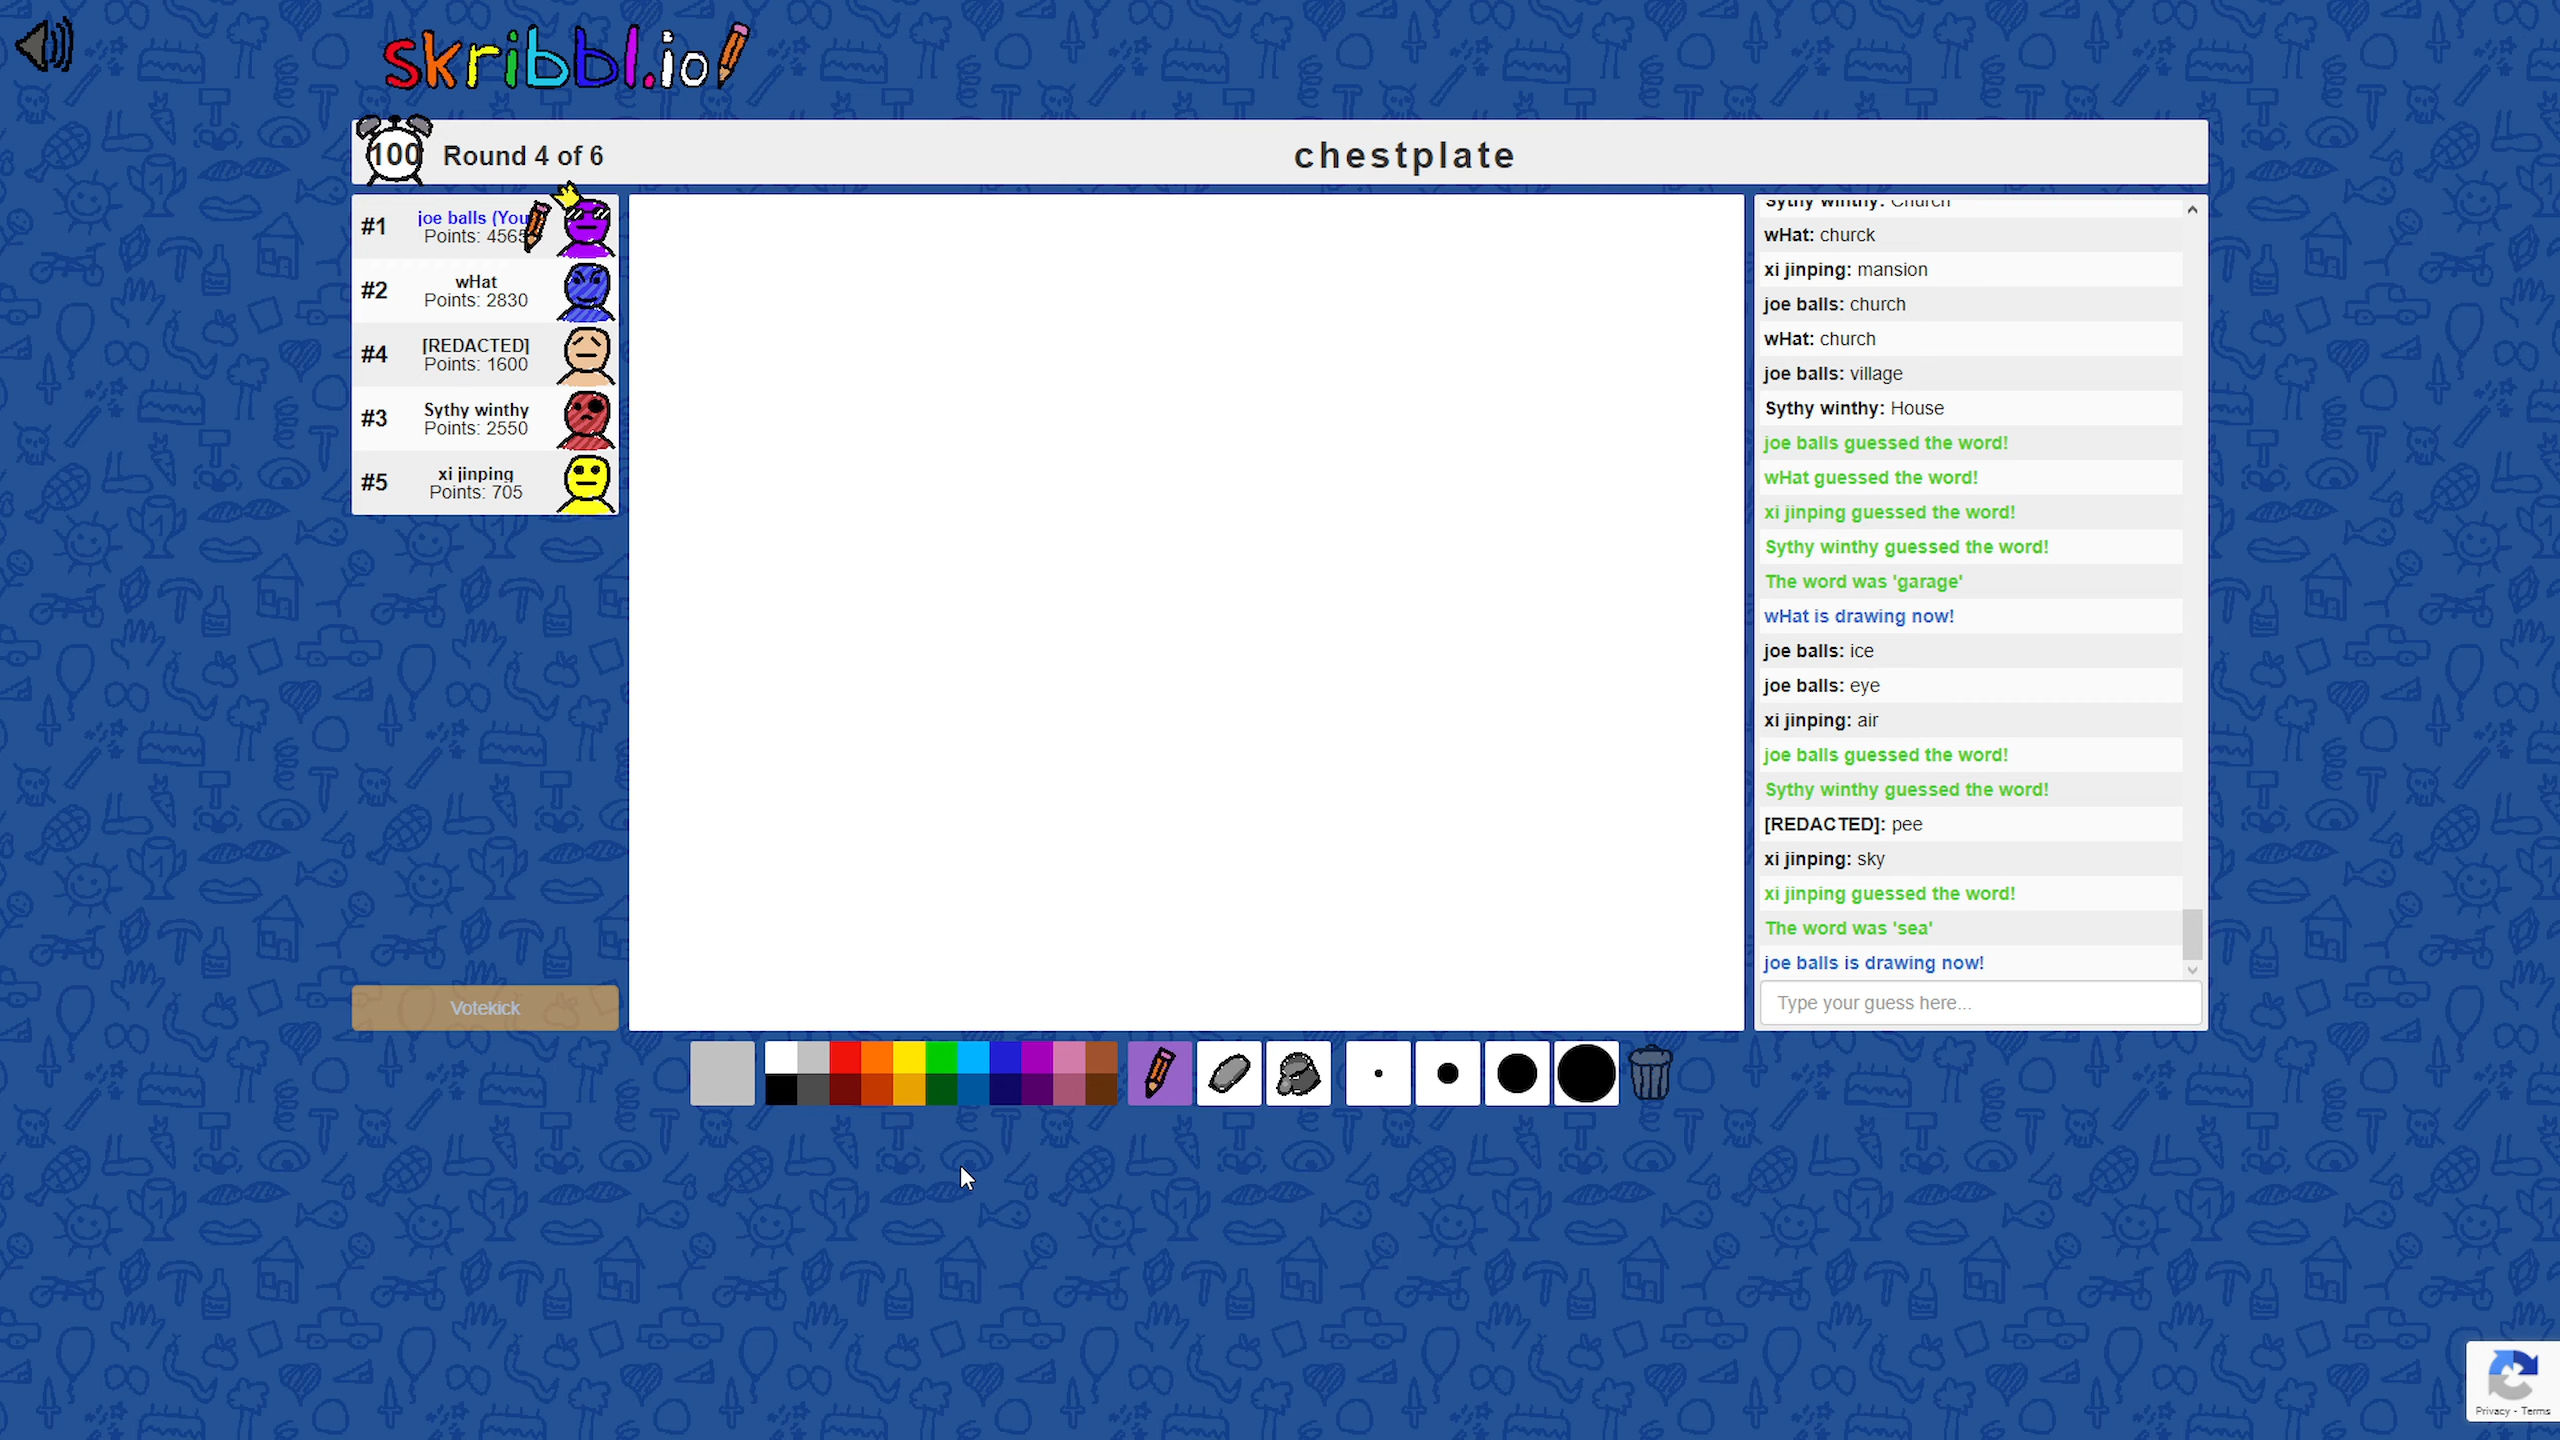 skribbl.io
100 Round 4 of 6
chestplate
#1 joe balls (You
Points: 4565
#2 wHat
Points: 2830
#4 [REDACTED]
Points: 1600
#3 Sythy winthy
Points: 2550
#5 xi jinping
Points: 705
Votekick
Sythy winthy: Church
wHat: churck
xi jinping: mansion
joe balls: church
wHat: church
joe balls: village
Sythy winthy: House
joe balls guessed the word!
wHat guessed the word!
xi jinping guessed the word!
Sythy winthy guessed the word!
The word was 'garage'
wHat is drawing now!
joe balls: ice
joe balls: eye
xi jinping: air
joe balls guessed the word!
Sythy winthy guessed the word!
[REDACTED]: pee
xi jinping: sky
xi jinping guessed the word!
The word was 'sea'
joe balls is drawing now!
Type your guess here...
Privacy - Terms